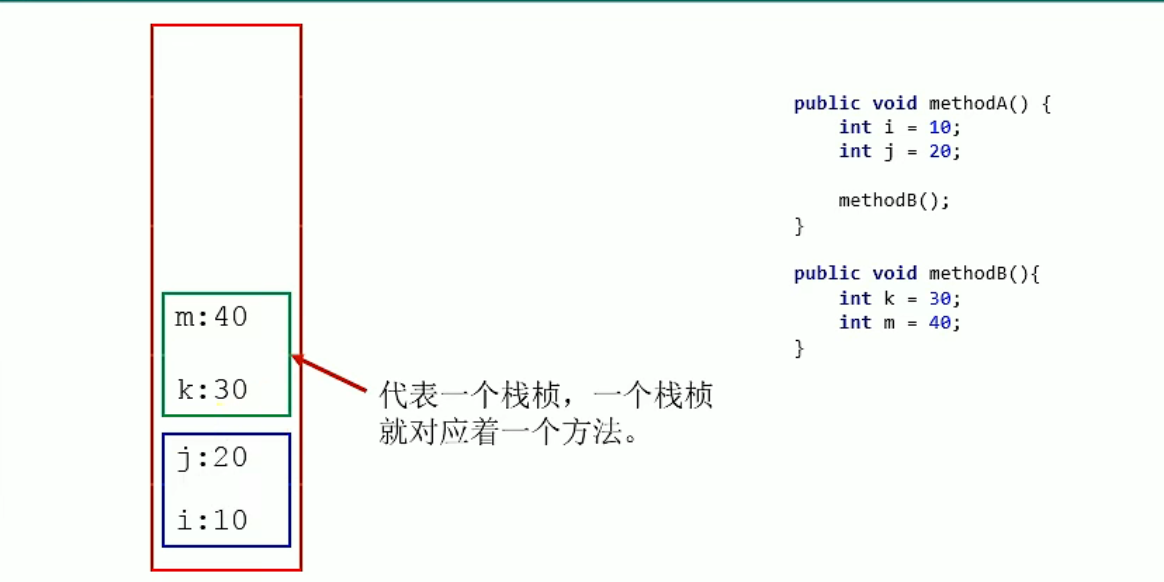 m:40
k:30
j:20
i:10
代表一个栈桢，一个栈桢
就对应着一个方法。
public void methodA() {
    int i = 10;
    int j = 20;
    methodB();
}
public void methodB(){
    int k = 30;
    int m = 40;
}